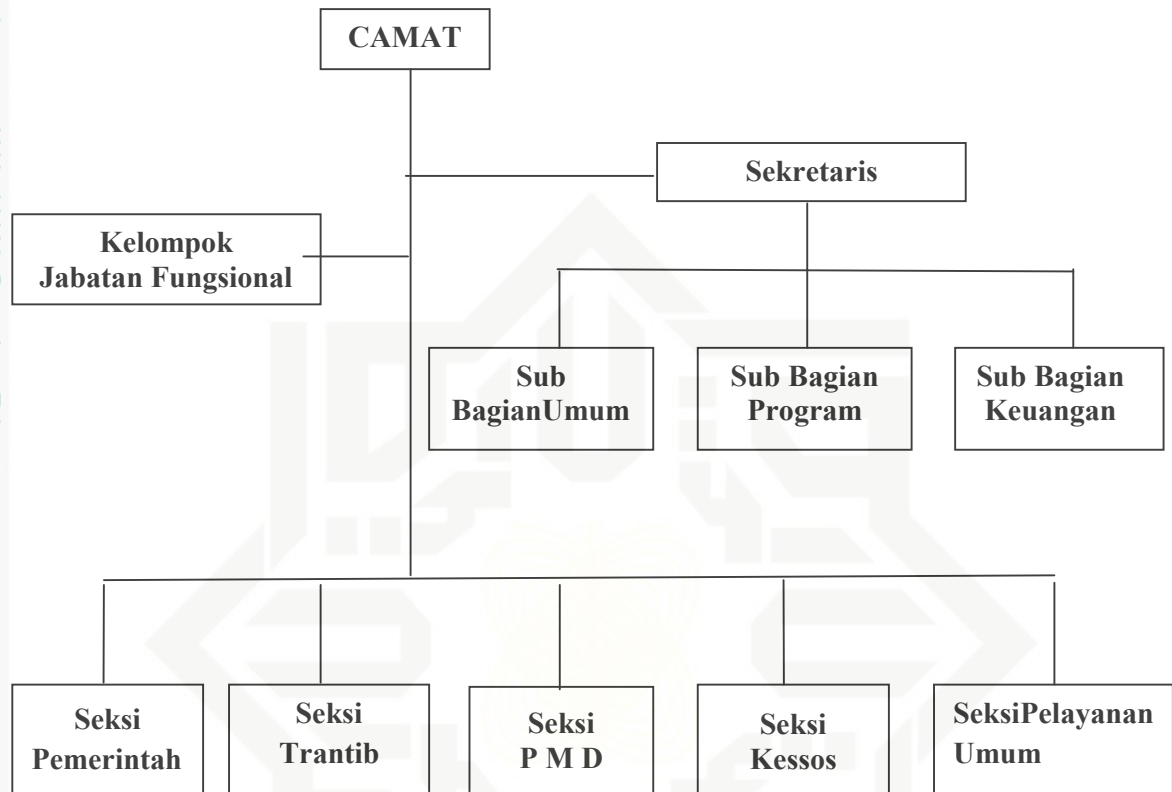 CAMAT
Sekretaris
Kelompok
Jabatan Fungsional
Sub
BagianUmum
Sub Bagian
Program
Sub Bagian
Keuangan
Seksi
Pemerintah
Seksi
Trantib
Seksi
P M D
Seksi
Kessos
SeksiPelayanan
Umum